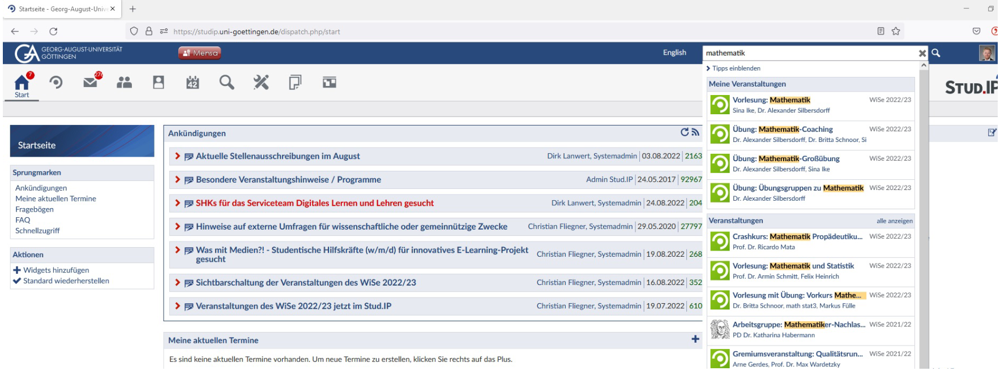 Startseite - Georg-August-Univ
https://studip.uni-goettingen.de/dispatch.php/start
GEORG-AUGUST-UNIVERSITÄT
GÖTTINGEN
Mensa
English
mathematik
7
276
42
Start
STUD.IP
Tipps einblenden
Meine Veranstaltungen
Vorlesung: Mathematik WiSe 2022/23
Sina Ike, Dr. Alexander Silbersdorff
Übung: Mathematik-Coaching WiSe 2022/23
Dr. Alexander Silbersdorff, Dr. Britta Schnoor, Si
Übung: Mathematik-Großübung WiSe 2022/23
Dr. Alexander Silbersdorff, Sina Ike
Übung: Übungsgruppen zu Mathematik WiSe 2022/23
Dr. Alexander Silbersdorff
Veranstaltungen alle anzeigen
Crashkurs: Mathematik Propädeutiku... WiSe 2022/23
Prof. Dr. Ricardo Mata
Vorlesung: Mathematik und Statistik WiSe 2022/23
Prof. Dr. Armin Schmitt, Felix Heinrich
Vorlesung mit Übung: Vorkurs Mathe... WiSe 2022/23
Dr. Britta Schnoor, math stat3, Markus Fülle
Arbeitsgruppe: Mathematiker-Nachlas... WiSe 2021/22
PD Dr. Katharina Habermann
Gremiumsveranstaltung: Qualitätsrun... WiSe 2021/22
Arne Gerdes, Prof. Dr. Max Wardetzky
Startseite
Sprungmarken
Ankündigungen
Meine aktuellen Termine
Fragebögen
FAQ
Schnellzugriff
Aktionen
Widgets hinzufügen
Standard wiederherstellen
Ankündigungen
Aktuelle Stellenausschreibungen im August Dirk Lanwert, Systemadmin 03.08.2022 2163
Besondere Veranstaltungshinweise / Programme Admin Stud.IP 24.05.2017 92967
SHKs für das Serviceteam Digitales Lernen und Lehren gesucht Dirk Lanwert, Systemadmin 24.08.2022 204
Hinweise auf externe Umfragen für wissenschaftliche oder gemeinnützige Zwecke Christian Fliegner, Systemadmin 29.05.2020 27797
Was mit Medien?! - Studentische Hilfskräfte (w/m/d) für innovatives E-Learning-Projekt
gesucht Christian Fliegner, Systemadmin 19.08.2022 268
Sichtbarschaltung der Veranstaltungen des WiSe 2022/23 Christian Fliegner, Systemadmin 16.08.2022 352
Veranstaltungen des WiSe 2022/23 jetzt im Stud.IP Christian Fliegner, Systemadmin 19.07.2022 610
Meine aktuellen Termine
Es sind keine aktuellen Termine vorhanden. Um neue Termine zu erstellen, klicken Sie rechts auf das Plus.